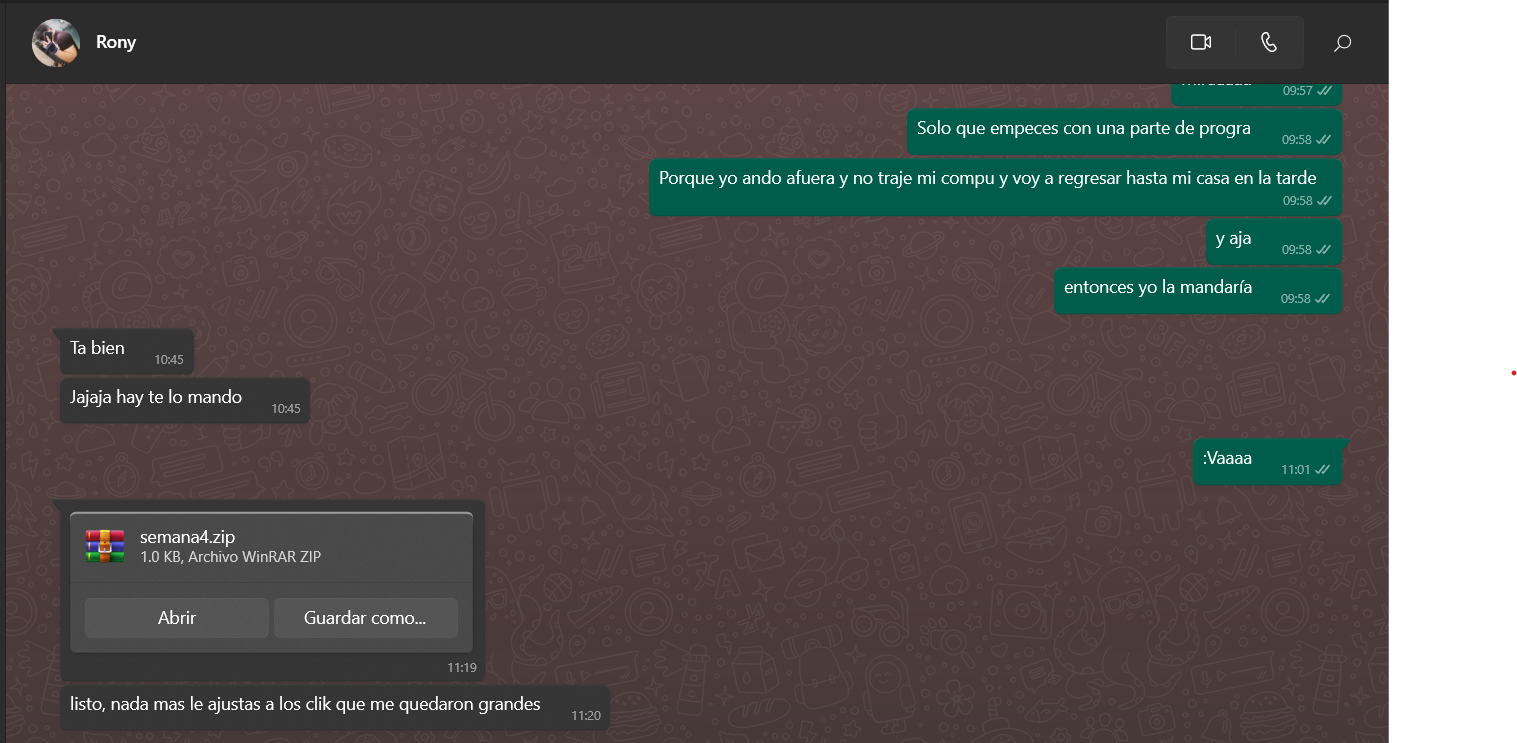 Rony
09:57
Solo que empeces con una parte de progra
09:58
Porque yo ando afuera y no traje mi compu y voy a regresar hasta mi casa en la tarde
09:58
y aja
09:58
entonces yo la mandaría
09:58
Ta bien
10:45
Jajaja hay te lo mando
10:45
:Vaaaa
11:01
semana4.zip
1.0 KB, Archivo WinRAR ZIP
Abrir
Guardar como...
11:19
listo, nada mas le ajustas a los clik que me quedaron grandes
11:20